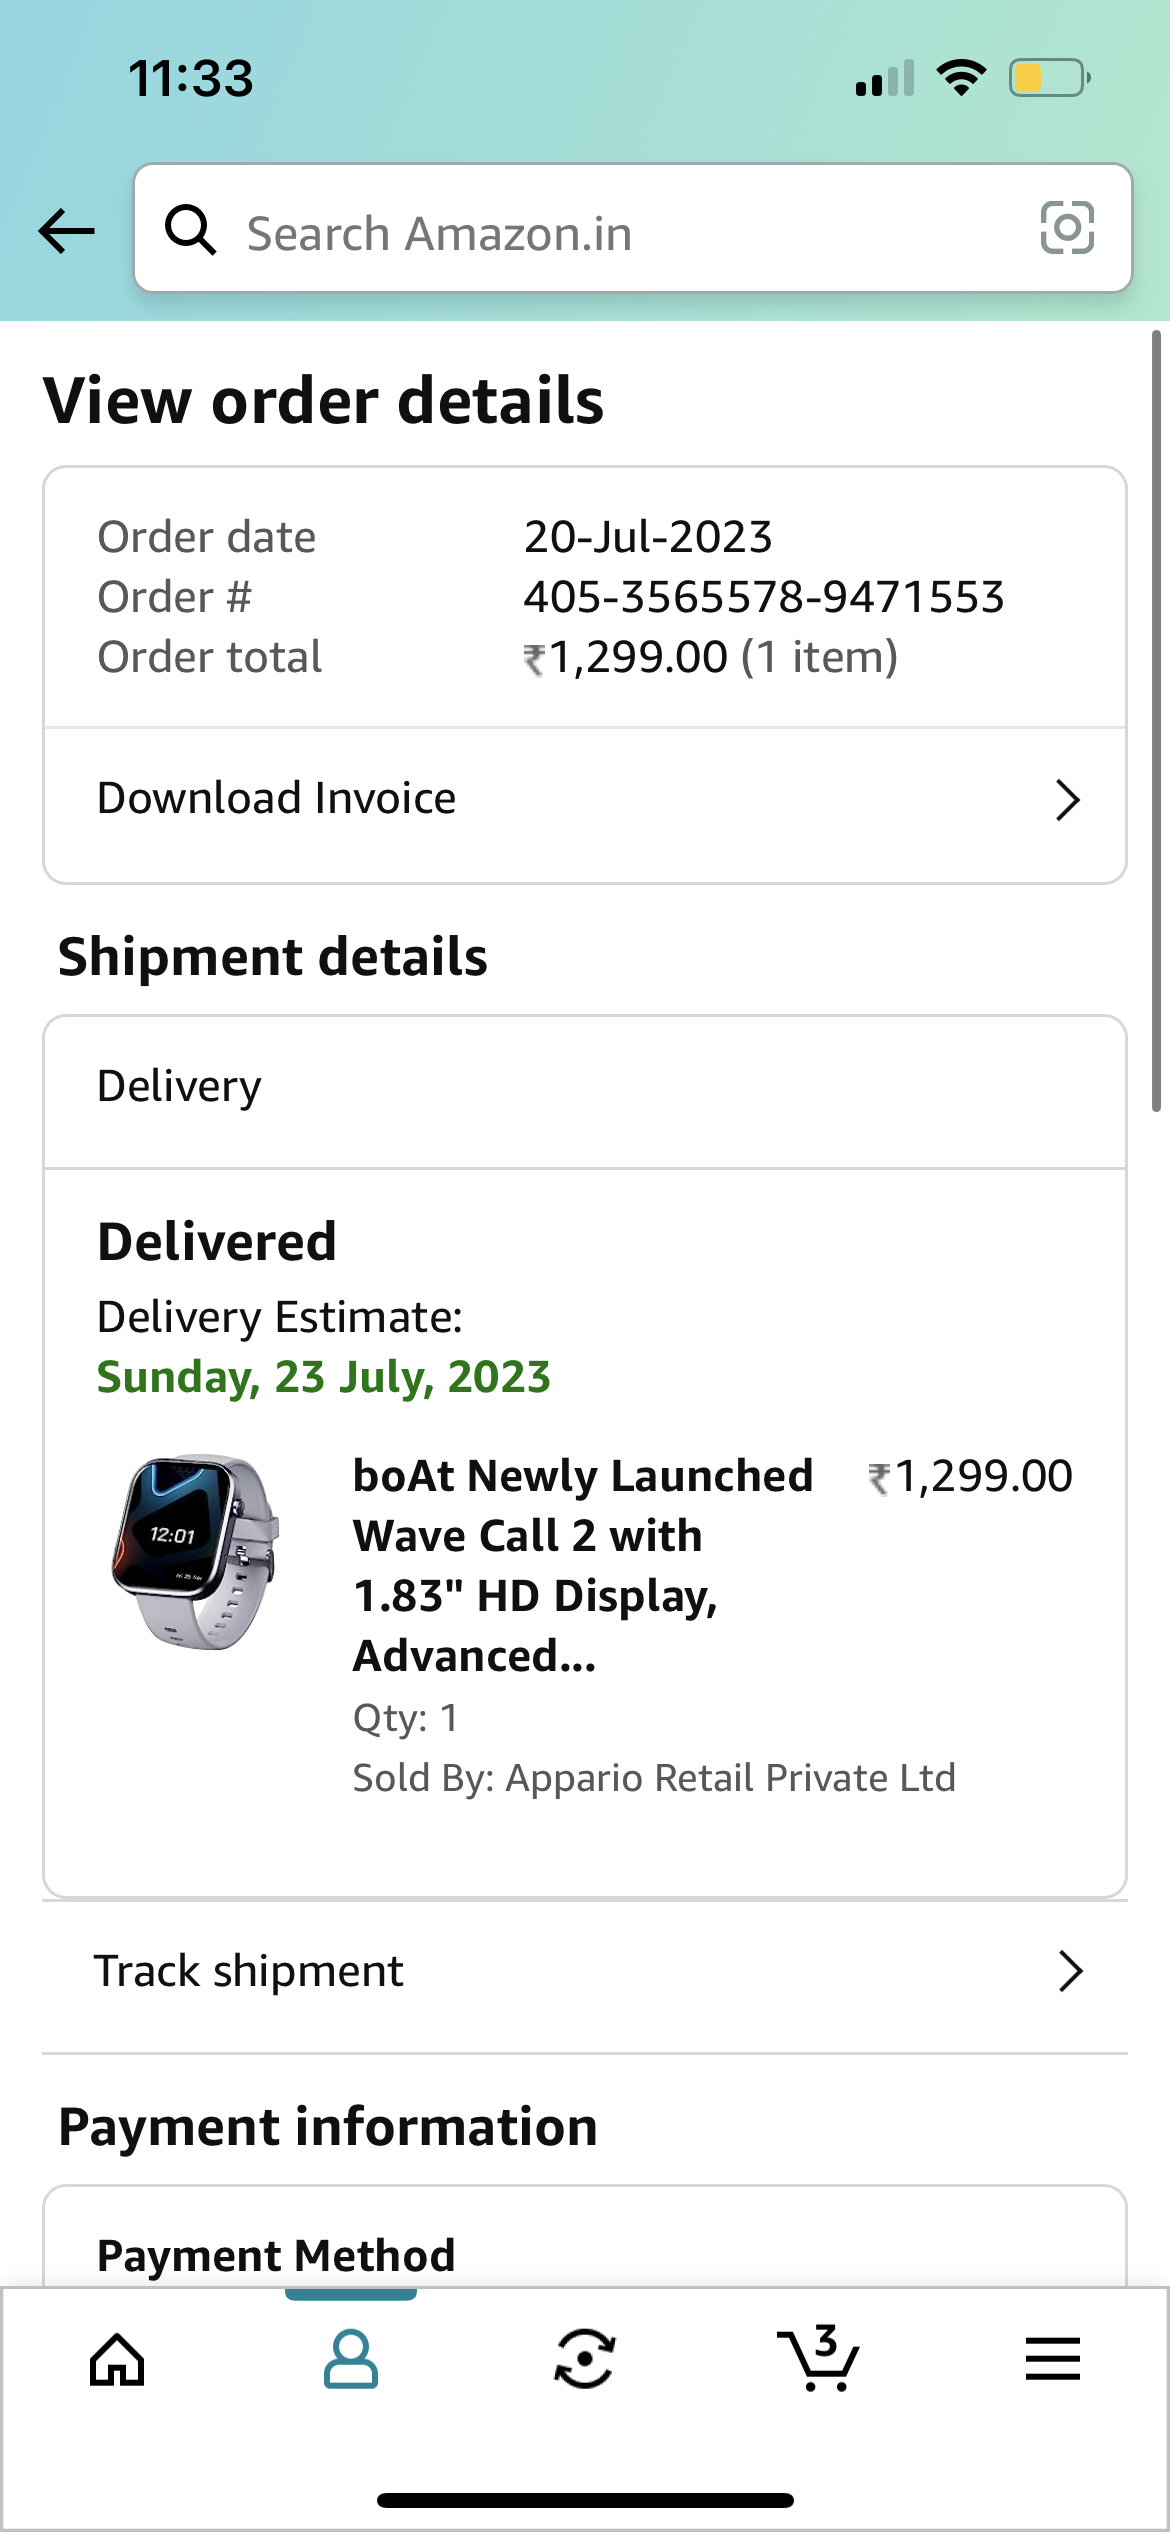 11:33
Search Amazon.in
View order details
Order date 20-Jul-2023
Order # 405-3565578-9471553
Order total ₹1,299.00 (1 item)
Download Invoice
Shipment details
Delivery
Delivered
Delivery Estimate:
Sunday, 23 July, 2023
12:01
Fri 25 Nov
boAt Newly Launched ₹1,299.00
Wave Call 2 with
1.83" HD Display,
Advanced...
Qty: 1
Sold By: Appario Retail Private Ltd
Track shipment
Payment information
Payment Method
3